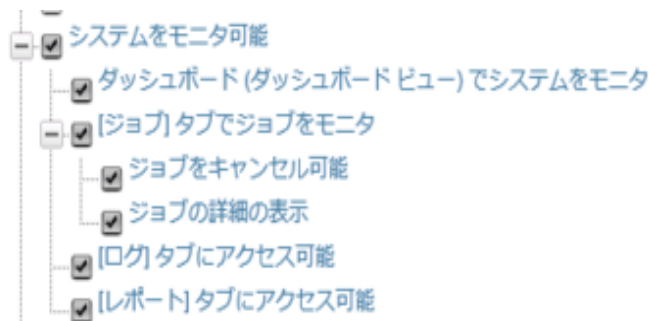 システムをモニタ可能
ダッシュボード (ダッシュボード ビュー) でシステムをモニタ
[ジョブ] タブでジョブをモニタ
ジョブをキャンセル可能
ジョブの詳細の表示
[ログ] タブにアクセス可能
[レポート] タブにアクセス可能